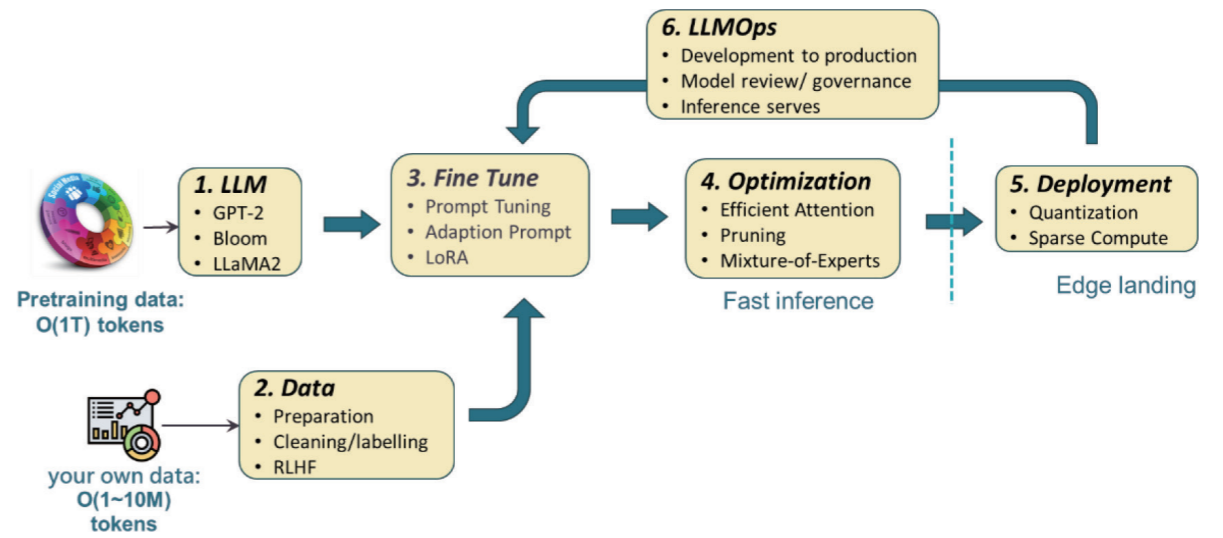 6. LLMOps
• Development to production
• Model review/ governance
• Inference serves
Social Media
1. LLM
• GPT-2
• Bloom
• LLaMA2
3. Fine Tune
• Prompt Tuning
• Adaption Prompt
• LoRA
4. Optimization
• Efficient Attention
• Pruning
• Mixture-of-Experts
5. Deployment
• Quantization
• Sparse Compute
Pretraining data:
O(1T) tokens
Fast inference
Edge landing
2. Data
• Preparation
• Cleaning/labelling
• RLHF
your own data:
O(1~10M)
tokens